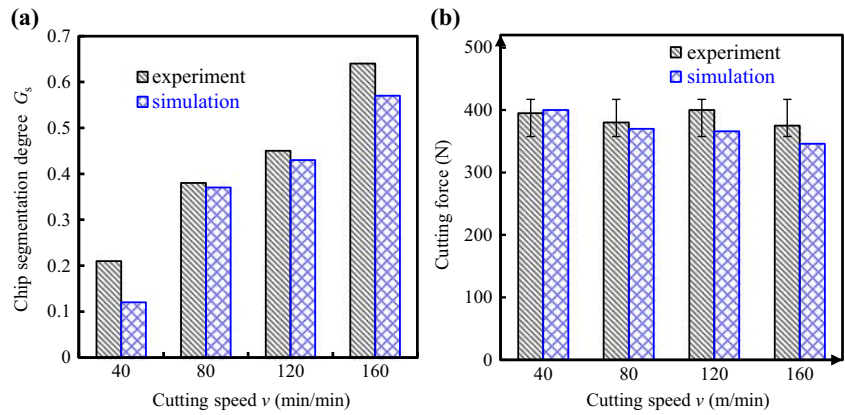 (a)
0.7
0.6
0.5
0.4
0.3
0.2
0.1
0
Chip segmentation degree Gs
experiment
simulation
40 80 120 160
Cutting speed v (min/min)
(b)
500
400
300
200
100
0
Cutting force (N)
experiment
simulation
40 80 120 160
Cutting speed v (m/min)